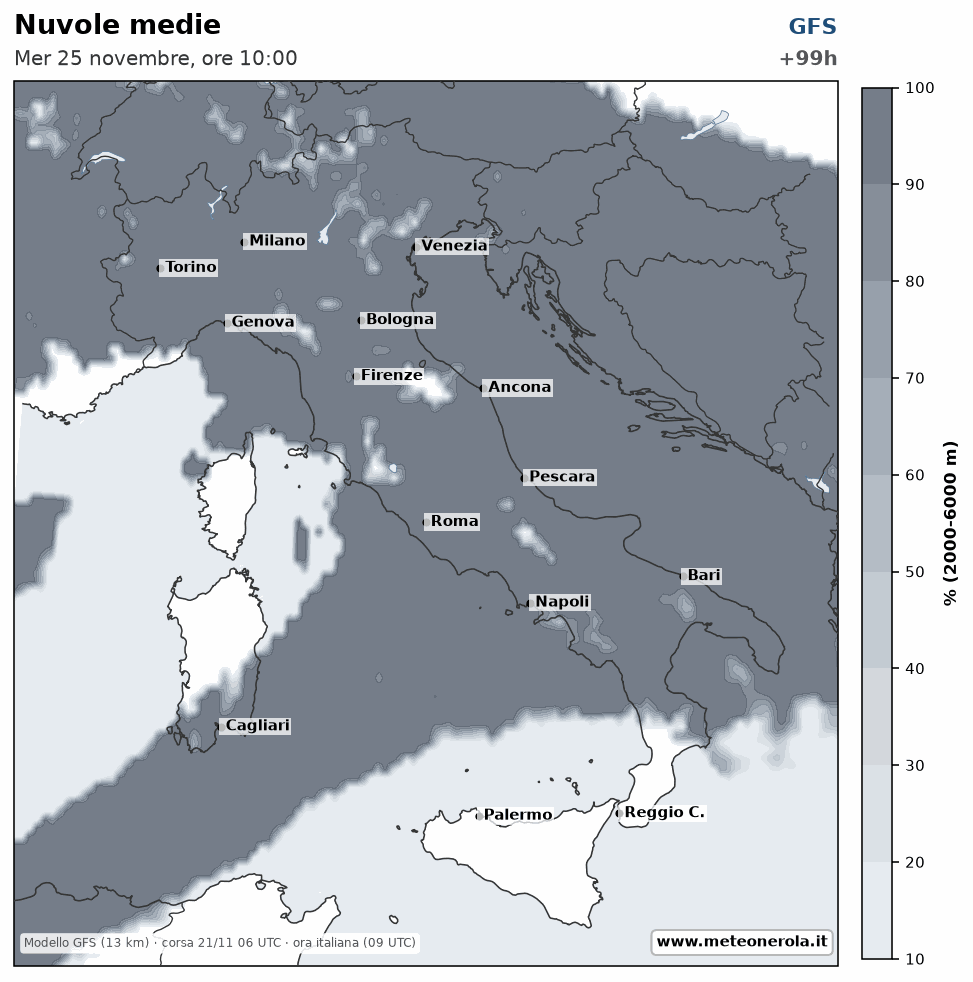 Nuvole medie
GFS
Mer 25 novembre, ore 10:00
+99h
100
90
80
70
60
50
40
30
20
10
% (2000-6000 m)
Milano
Venezia
Torino
Genova
Bologna
Firenze
Ancona
Pescara
Roma
Bari
Napoli
Cagliari
Palermo
Reggio C.
Modello GFS (13 km) · corsa 21/11 06 UTC · ora italiana (09 UTC)
www.meteonerola.it